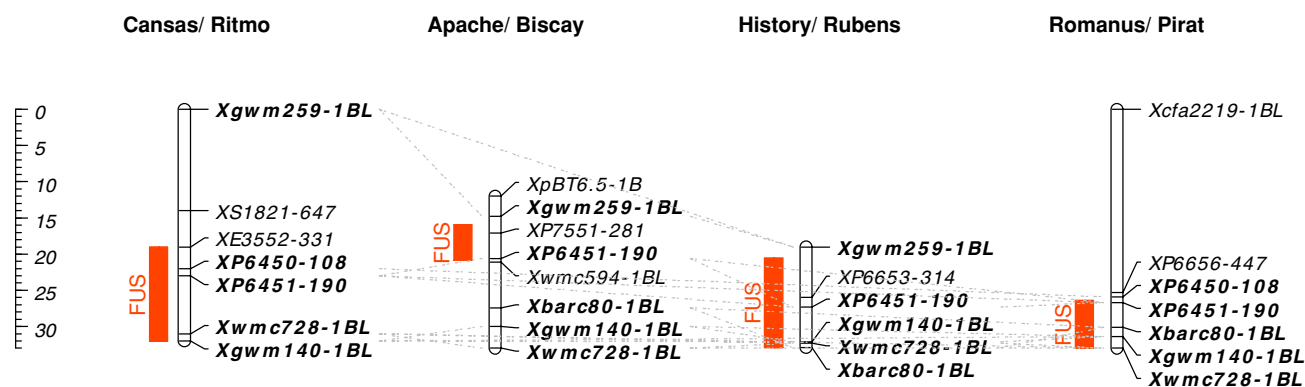 Cansas/ Ritmo
Apache/ Biscay
History/ Rubens
Romanus/ Pirat
0
5
10
15
20
25
30
FUS
Xgwm259-1BL
XS1821-647
XE3552-331
XP6450-108
XP6451-190
Xwmc728-1BL
Xgwm140-1BL
FUS
XpBT6.5-1B
Xgwm259-1BL
XP7551-281
XP6451-190
Xwmc594-1BL
Xbarc80-1BL
Xgwm140-1BL
Xwmc728-1BL
FUS
Xgwm259-1BL
XP6653-314
XP6451-190
Xgwm140-1BL
Xwmc728-1BL
Xbarc80-1BL
FUS
Xcfa2219-1BL
XP6656-447
XP6450-108
XP6451-190
Xbarc80-1BL
Xgwm140-1BL
Xwmc728-1BL